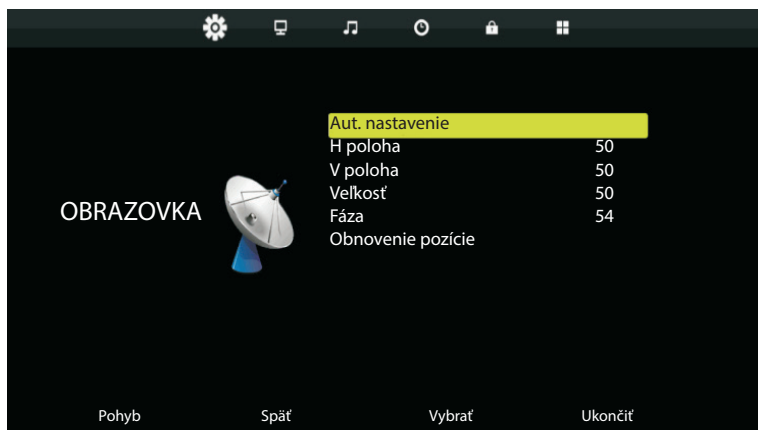 Aut. nastavenie
H poloha 50
V poloha 50
Veľkosť 50
OBRAZOVKA
Fáza 54
Obnovenie pozície
Pohyb Späť Vybrať Ukončiť